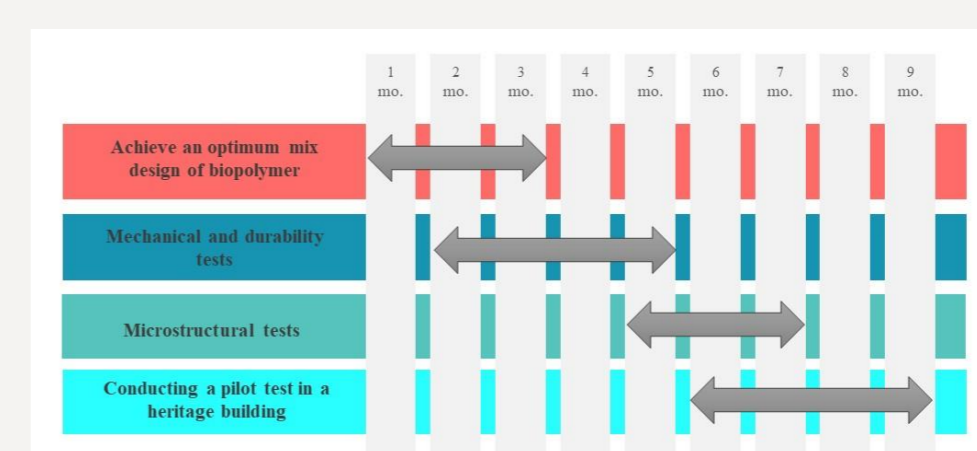 1 2 3 4 5 6 7 8 9
mo. mo. mo. mo. mo. mo. mo. mo. mo.
Achieve an optimum mix
design of biopolymer
Mechanical and durability
tests
Microstructural tests
Conducting a pilot test in a
heritage building